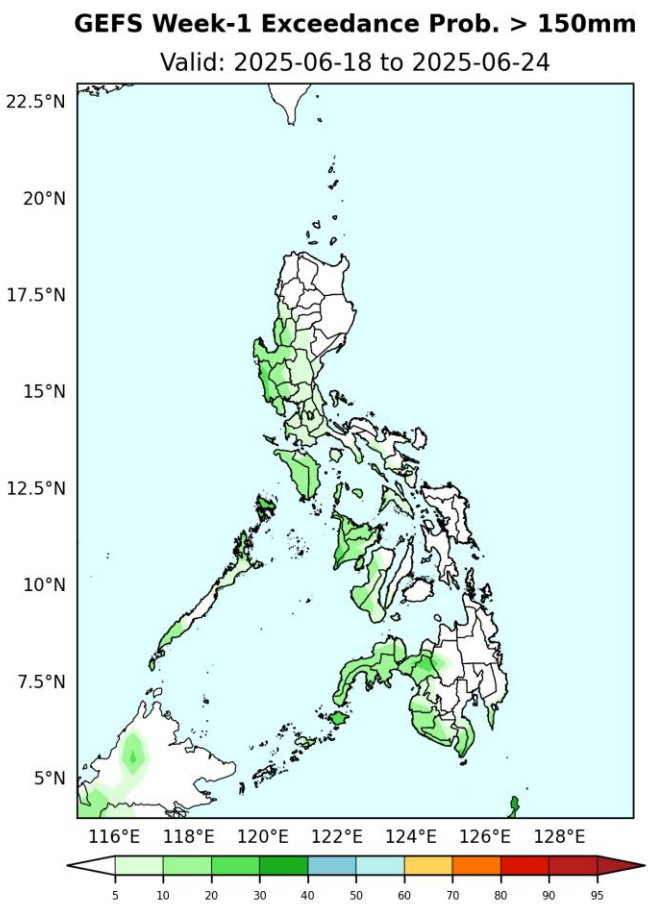 GEFS Week-1 Exceedance Prob. > 150mm
Valid: 2025-06-18 to 2025-06-24
22.5°N
20°N
17.5°N
15°N
12.5°N
10°N
7.5°N
5°N
116°E 118°E 120°E 122°E 124°E 126°E 128°E
5 10 20 30 40 50 60 70 80 90 95